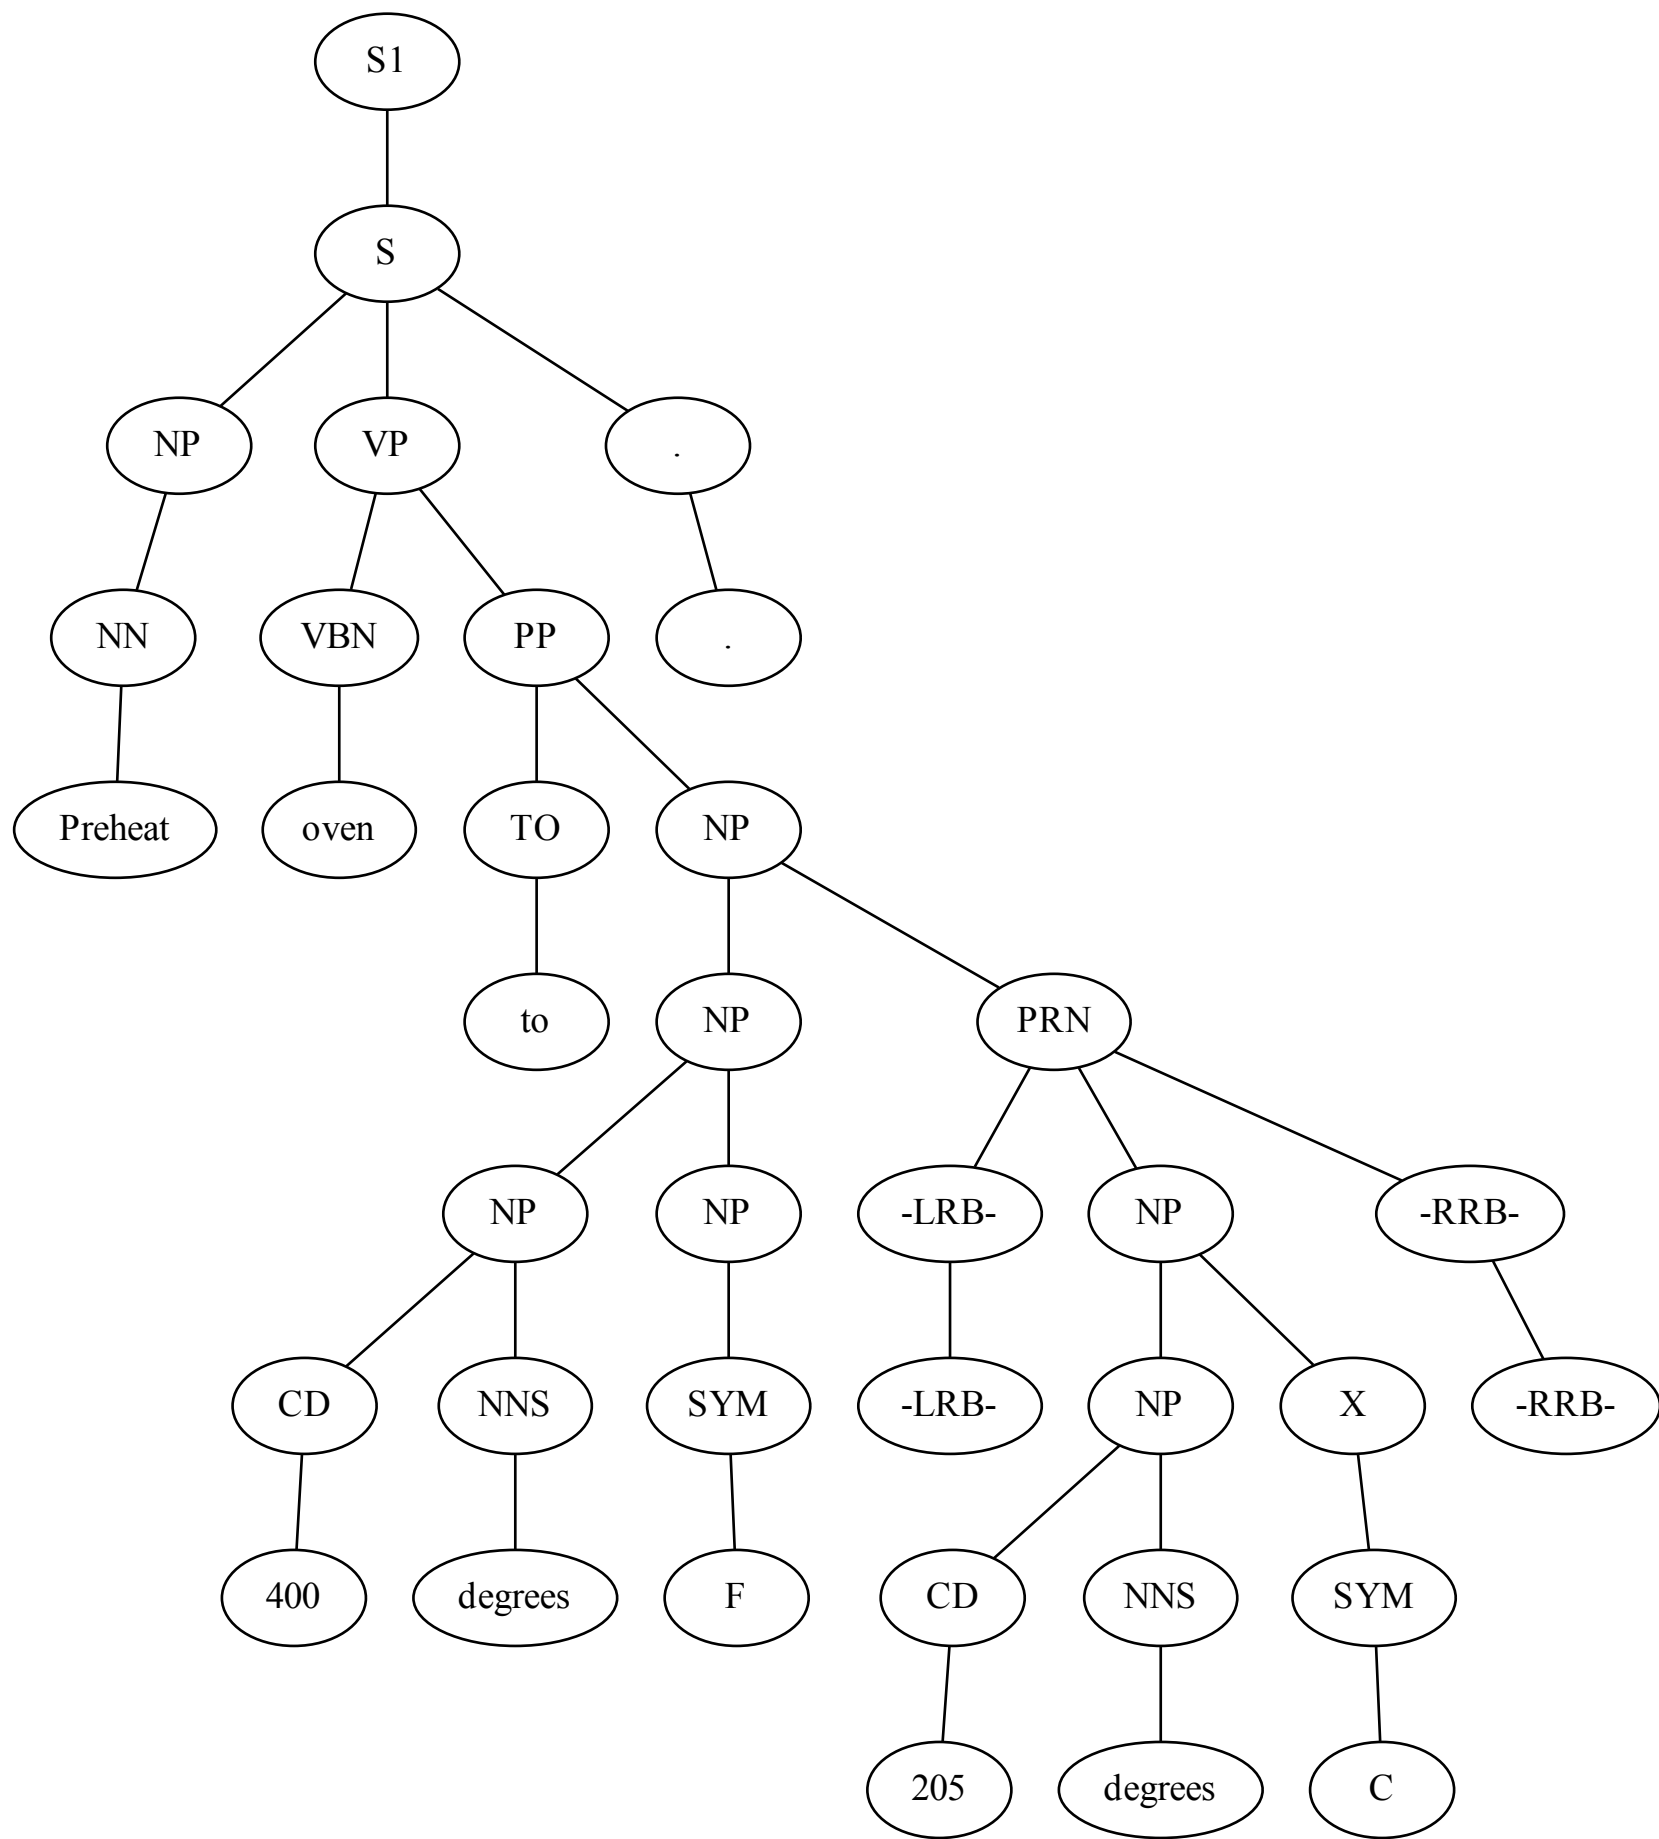 S1
S
NP VP .
NN VBN PP .
Preheat oven TO NP
to NP PRN
NP NP -LRB- NP -RRB-
CD NNS SYM -LRB- NP X -RRB-
400 degrees F CD NNS SYM
205 degrees C